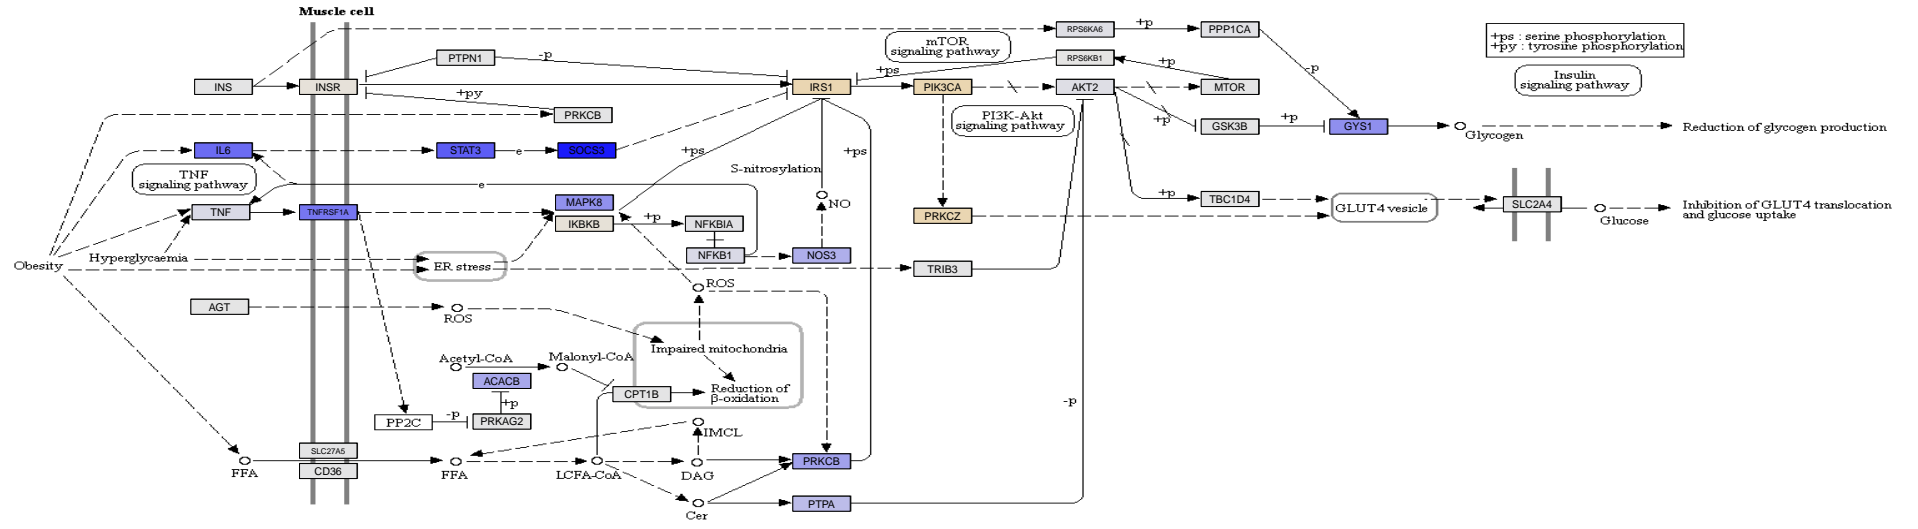 Muscle cell
RPS6KA6
+p
PPP1CA
+ps : serine phosphorylation
+py : tyrosine phosphorylation
mTOR
signaling pathway
PTPN1
-p
RPS6KB1
+ps
+p
-p
Insulin
signaling pathway
INS
INSR
IRS1
PIK3CA
AKT2
MTOR
+py
PRKCB
PI3K-Akt
signaling pathway
+p
GSK3B
+p
GYS1
Glycogen
Reduction of glycogen production
IL6
STAT3
e
SOCS3
+ps
+ps
TNF
signaling pathway
S-nitrosylation
e
+p
TBC1D4
GLUT4 vesicle
SLC2A4
Glucose
Inhibition of GLUT4 translocation
and glucose uptake
MAPK8
NO
TNF
TNFRSF1A
IKBKB
+p
NFKBIA
PRKCZ
NFKB1
NOS3
Obesity
Hyperglycaemia
ER stress
TRIB3
ROS
AGT
ROS
Impaired mitochondria
Acetyl-CoA
Malonyl-CoA
ACACB
CPT1B
Reduction of
β-oxidation
+p
-p
PP2C
-p
PRKAG2
IMCL
SLC27A5
CD36
FFA
FFA
LCFA-CoA
DAG
PRKCB
Cer
PTPA